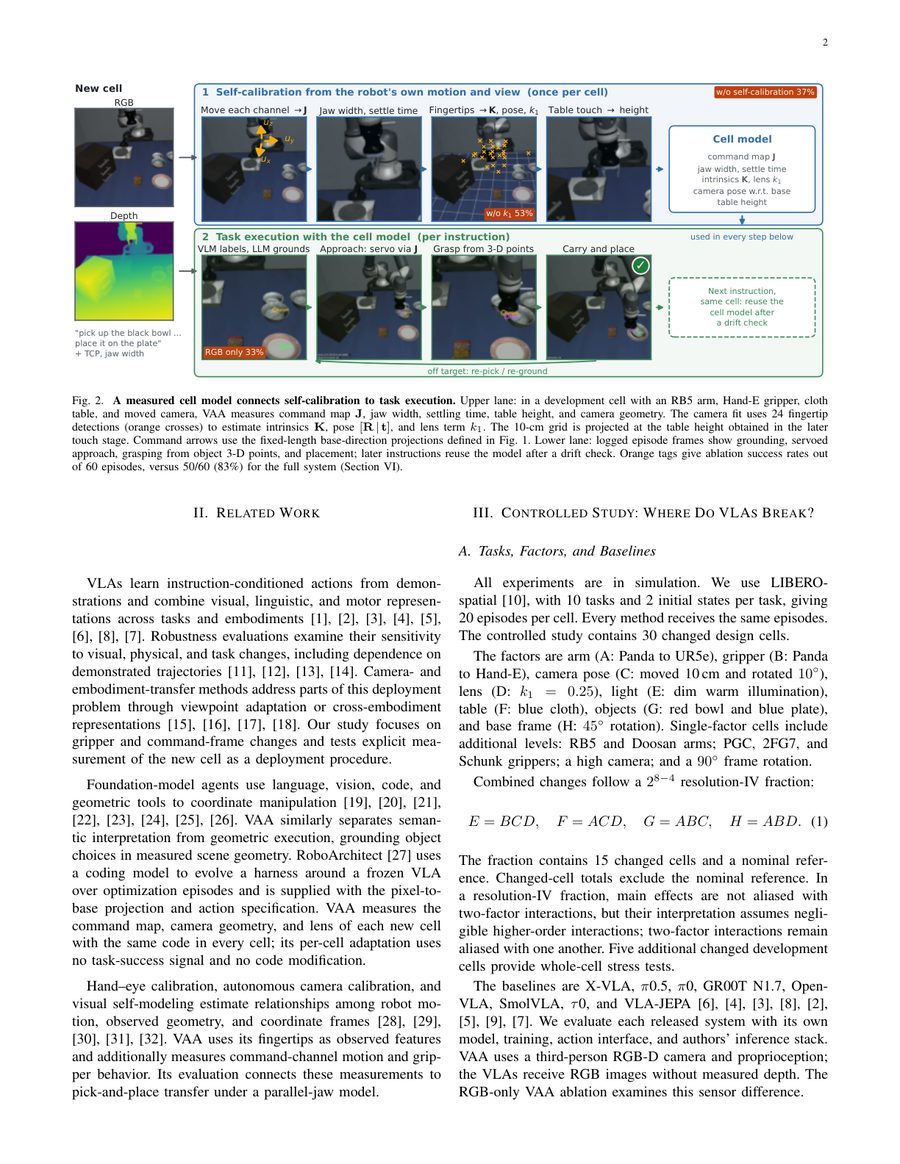 2
New cell
RGB
Depth
"pick up the black bowl ...
place it on the plate"
+ TCP, jaw width
1 Self-calibration from the robot's own motion and view (once per cell)
w/o self-calibration 37%
Move each channel → J
Jaw width, settle time
Fingertips → K, pose, k1
Table touch → height
uz
uy
ux
w/o k1 53%
Cell model
command map J
jaw width, settle time
intrinsics K, lens k1
camera pose w.r.t. base
table height
2 Task execution with the cell model (per instruction)
used in every step below
VLM labels, LLM grounds
Approach: servo via J
Grasp from 3-D points
Carry and place
RGB only 33%
✓
Next instruction,
same cell: reuse the
cell model after
a drift check
off target: re-pick / re-ground
Fig. 2. A measured cell model connects self-calibration to task execution. Upper lane: in a development cell with an RB5 arm, Hand-E gripper, cloth
table, and moved camera, VAA measures command map J, jaw width, settling time, table height, and camera geometry. The camera fit uses 24 fingertip
detections (orange crosses) to estimate intrinsics K, pose [R | t], and lens term k1. The 10-cm grid is projected at the table height obtained in the later
touch stage. Command arrows use the fixed-length base-direction projections defined in Fig. 1. Lower lane: logged episode frames show grounding, servoed
approach, grasping from object 3-D points, and placement; later instructions reuse the model after a drift check. Orange tags give ablation success rates out
of 60 episodes, versus 50/60 (83%) for the full system (Section VI).
II. Related Work
VLAs learn instruction-conditioned actions from demon-
strations and combine visual, linguistic, and motor represen-
tations across tasks and embodiments [1], [2], [3], [4], [5],
[6], [8], [7]. Robustness evaluations examine their sensitivity
to visual, physical, and task changes, including dependence on
demonstrated trajectories [11], [12], [13], [14]. Camera- and
embodiment-transfer methods address parts of this deployment
problem through viewpoint adaptation or cross-embodiment
representations [15], [16], [17], [18]. Our study focuses on
gripper and command-frame changes and tests explicit mea-
surement of the new cell as a deployment procedure.
Foundation-model agents use language, vision, code, and
geometric tools to coordinate manipulation [19], [20], [21],
[22], [23], [24], [25], [26]. VAA similarly separates seman-
tic interpretation from geometric execution, grounding object
choices in measured scene geometry. RoboArchitect [27] uses
a coding model to evolve a harness around a frozen VLA
over optimization episodes and is supplied with the pixel-to-
base projection and action specification. VAA measures the
command map, camera geometry, and lens of each new cell
with the same code in every cell; its per-cell adaptation uses
no task-success signal and no code modification.
Hand–eye calibration, autonomous camera calibration, and
visual self-modeling estimate relationships among robot mo-
tion, observed geometry, and coordinate frames [28], [29],
[30], [31], [32]. VAA uses its fingertips as observed features
and additionally measures command-channel motion and grip-
per behavior. Its evaluation connects these measurements to
pick-and-place transfer under a parallel-jaw model.
III. Controlled Study: Where Do VLAs Break?
A. Tasks, Factors, and Baselines
All experiments are in simulation. We use LIBERO-
spatial [10], with 10 tasks and 2 initial states per task, giving
20 episodes per cell. Every method receives the same episodes.
The controlled study contains 30 changed design cells.
The factors are arm (A: Panda to UR5e), gripper (B: Panda
to Hand-E), camera pose (C: moved 10 cm and rotated 10°),
lens (D: k1 = 0.25), light (E: dim warm illumination),
table (F: blue cloth), objects (G: red bowl and blue plate),
and base frame (H: 45° rotation). Single-factor cells include
additional levels: RB5 and Doosan arms; PGC, 2FG7, and
Schunk grippers; a high camera; and a 90° frame rotation.
Combined changes follow a 2^8−4 resolution-IV fraction:
E = BCD, F = ACD, G = ABC, H = ABD. (1)
The fraction contains 15 changed cells and a nominal refer-
ence. Changed-cell totals exclude the nominal reference. In
a resolution-IV fraction, main effects are not aliased with
two-factor interactions, but their interpretation assumes negli-
gible higher-order interactions; two-factor interactions remain
aliased with one another. Five additional changed development
cells provide whole-cell stress tests.
The baselines are X-VLA, π0.5, π0, GR00T N1.7, Open-
VLA, SmolVLA, τ0, and VLA-JEPA [6], [4], [3], [8], [2],
[5], [9], [7]. We evaluate each released system with its own
model, training, action interface, and authors' inference stack.
VAA uses a third-person RGB-D camera and proprioception;
the VLAs receive RGB images without measured depth. The
RGB-only VAA ablation examines this sensor difference.